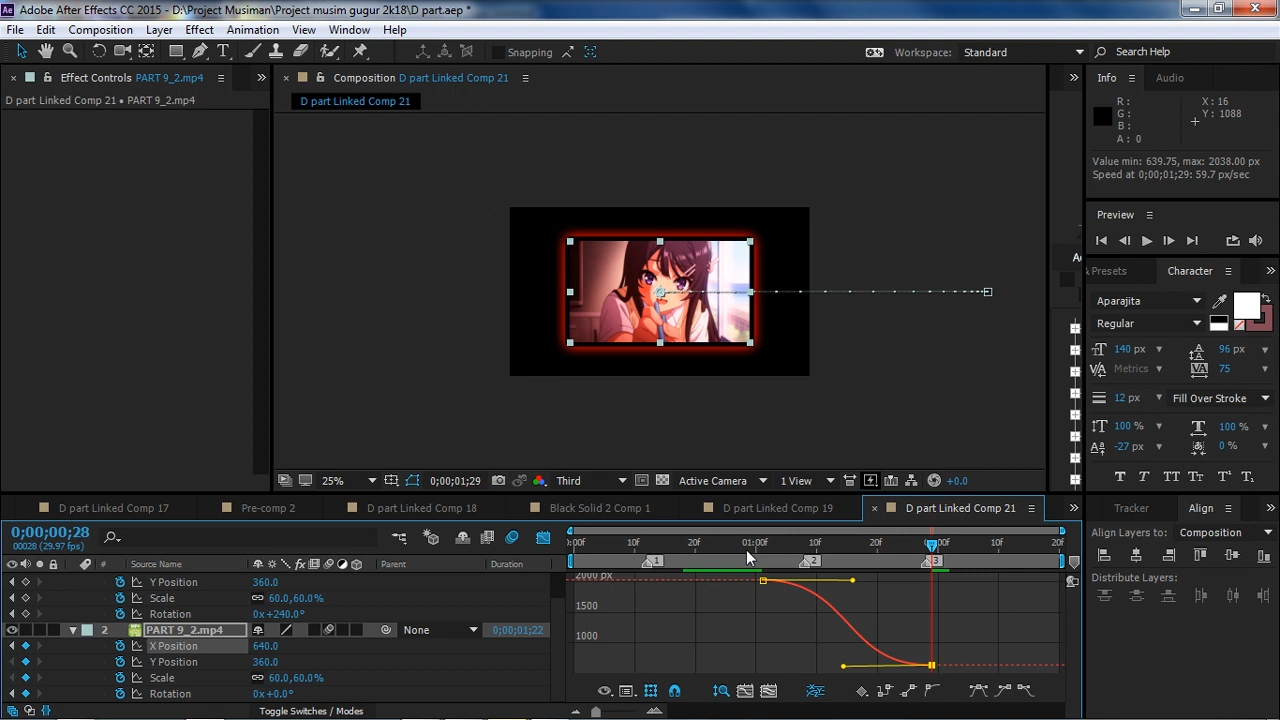 Adobe After Effects CC 2015 - D:\Project Musiman\Project musim gugur 2k18\D part.aep *
File Edit Composition Layer Effect Animation View Window Help
Snapping Workspace: Standard Search Help
Effect Controls PART 9_2.mp4
D part Linked Comp 21 • PART 9_2.mp4
Composition D part Linked Comp 21
D part Linked Comp 21
Info Audio
R :
G :
B :
A : 0
X : 16
Y : 1088
Value min: 639.75, max: 2038.00 px
Speed at 0;00;01;29: 59.7 px/sec
Preview
& Presets Character
Aparajita
Regular
140 px 96 px
Metrics 75
12 px Fill Over Stroke
100 % 100 %
-27 px 0 %
T T TT Tт T¹ T₁
25% 0;00;01;29 Third Active Camera 1 View +0.0
D part Linked Comp 17 Pre-comp 2 D part Linked Comp 18 Black Solid 2 Comp 1 D part Linked Comp 19 D part Linked Comp 21
Tracker Align
0;00;00;28
00028 (29.97 fps)
# Source Name Parent Duration
:00f 10f 20f 01:00f 10f 20f 00f 10f 20f
1 2 3
Y Position 360.0
Scale 60.0,60.0%
Rotation 0x+240.0°
2 PART 9_2.mp4 None 0;00;01;22
X Position 640.0
Y Position 360.0
Scale 60.0,60.0%
Rotation 0x+0.0°
2000 px
1500
1000
Toggle Switches / Modes
Align Layers to: Composition
Distribute Layers: